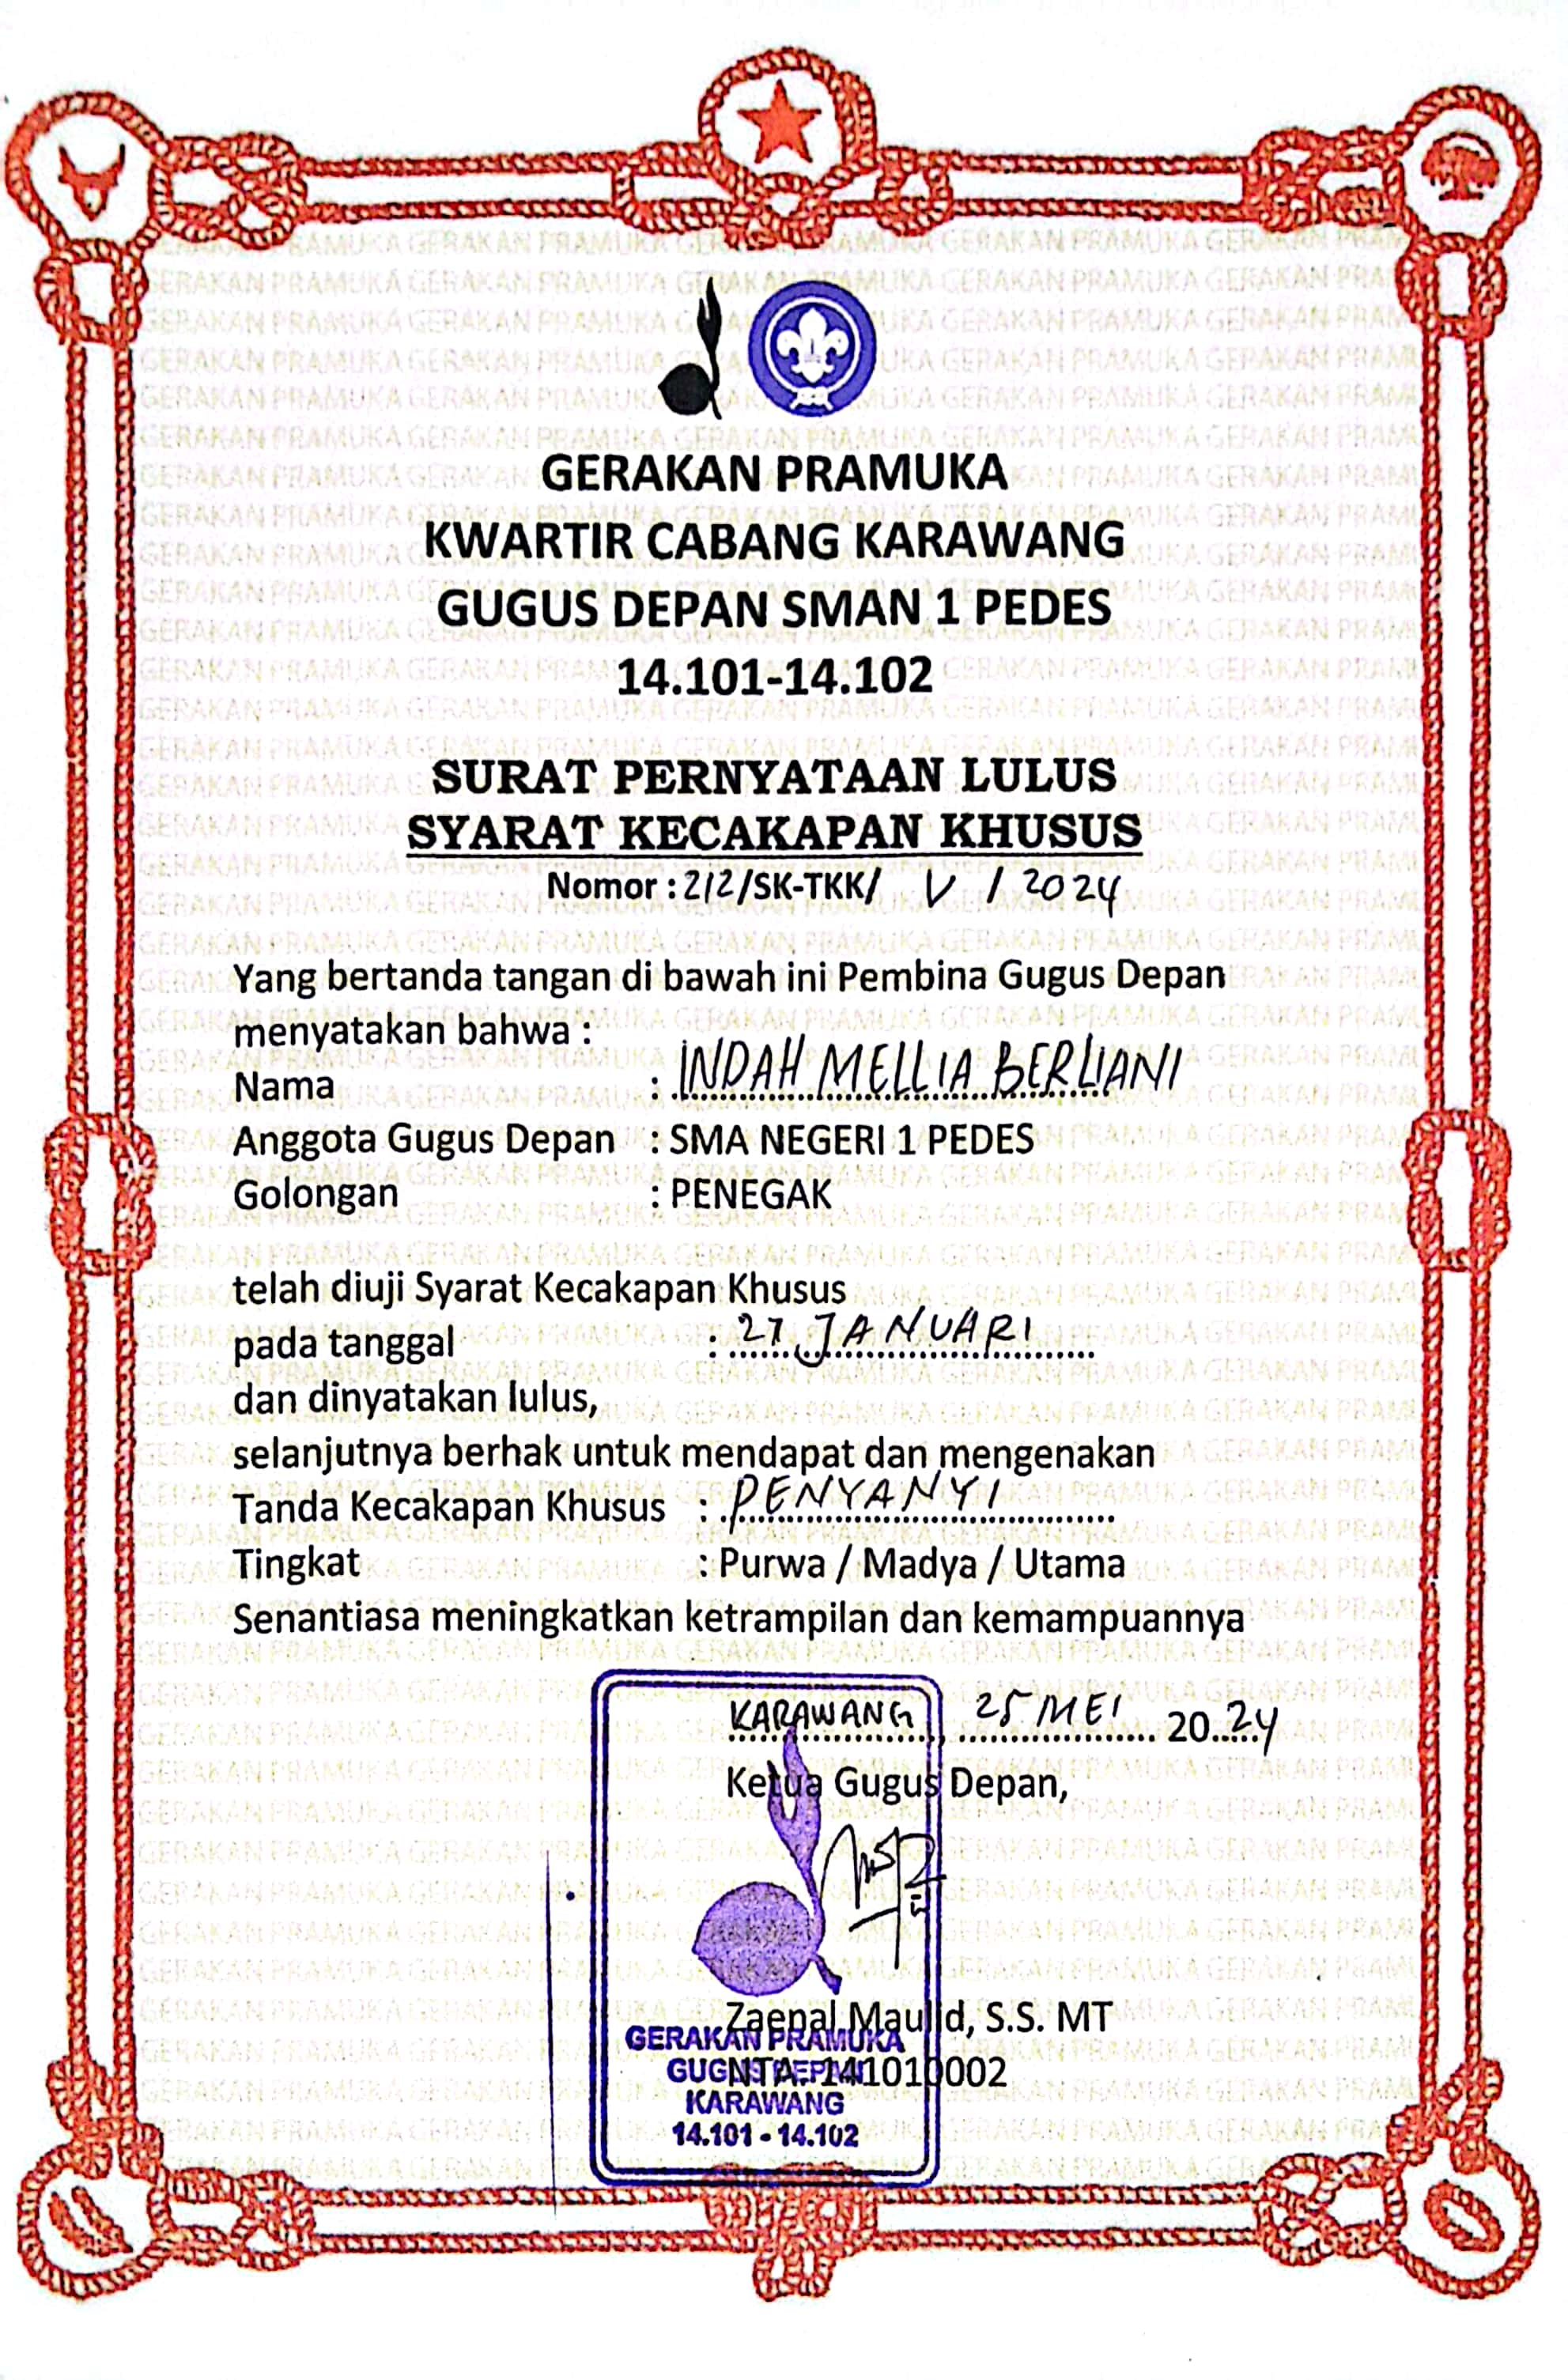 GERAKAN PRAMUKA
KWARTIR CABANG KARAWANG
GUGUS DEPAN SMAN 1 PEDES
14.101-14.102
SURAT PERNYATAAN LULUS
SYARAT KECAKAPAN KHUSUS
Nomor : 212/SK-TKK/ V / 2024
Yang bertanda tangan di bawah ini Pembina Gugus Depan
menyatakan bahwa :
Nama : INDAH MELLIA BERLIANI
Anggota Gugus Depan : SMA NEGERI 1 PEDES
Golongan : PENEGAK
telah diuji Syarat Kecakapan Khusus
pada tanggal : 27 JANUARI
dan dinyatakan lulus,
selanjutnya berhak untuk mendapat dan mengenakan
Tanda Kecakapan Khusus : PENYANYI
Tingkat : Purwa / Madya / Utama
Senantiasa meningkatkan ketrampilan dan kemampuannya
KARAWANG, 25 MEI 2024
Ketua Gugus Depan,
Zaenal Maulid, S.S. MT
NTA. 141010002
GERAKAN PRAMUKA
GUGUS DEPAN
KARAWANG
14.101 - 14.102